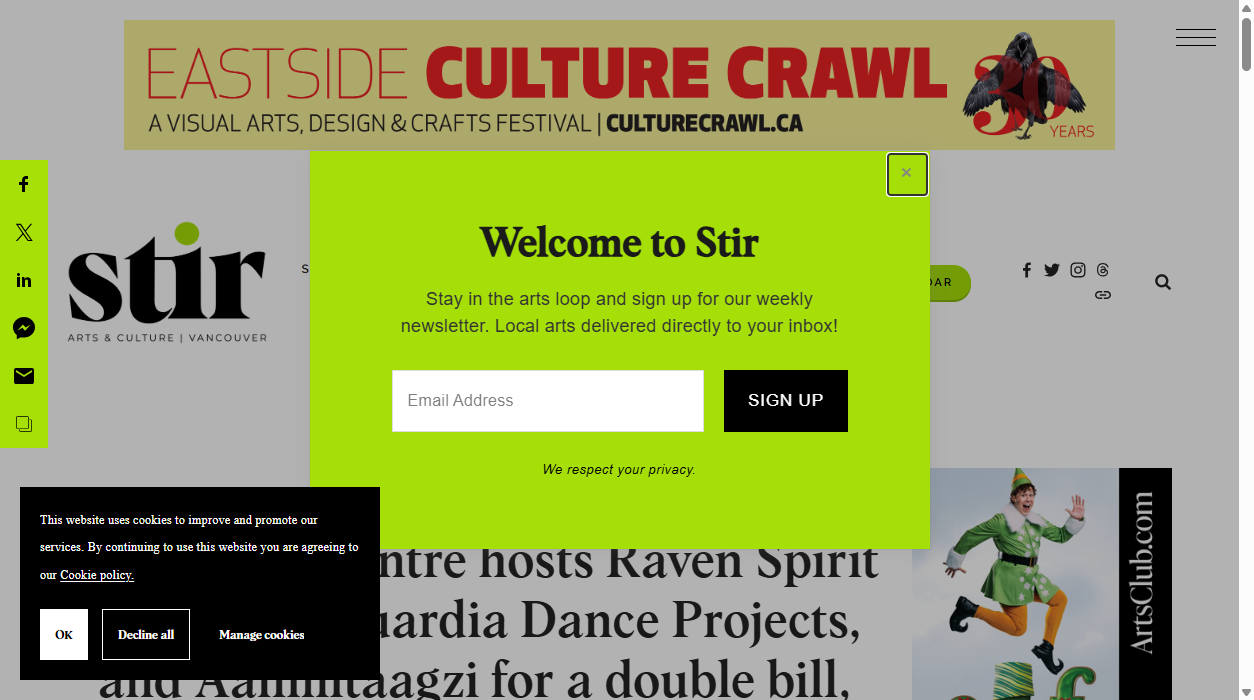 EASTSIDE CULTURE CRAWL
A VISUAL ARTS, DESIGN & CRAFTS FESTIVAL | CULTURECRAWL.CA
30
YEARS
Welcome to Stir
stir
ARTS & CULTURE | VANCOUVER
S
DAR
Stay in the arts loop and sign up for our weekly
newsletter. Local arts delivered directly to your inbox!
Email Address
SIGN UP
We respect your privacy.
This website uses cookies to improve and promote our
services. By continuing to use this website you are agreeing to
our Cookie policy.
OK
Decline all
Manage cookies
ntre hosts Raven Spirit
uardia Dance Projects,
and Aanmitaagzi for a double bill,
ArtsClub.com
elf